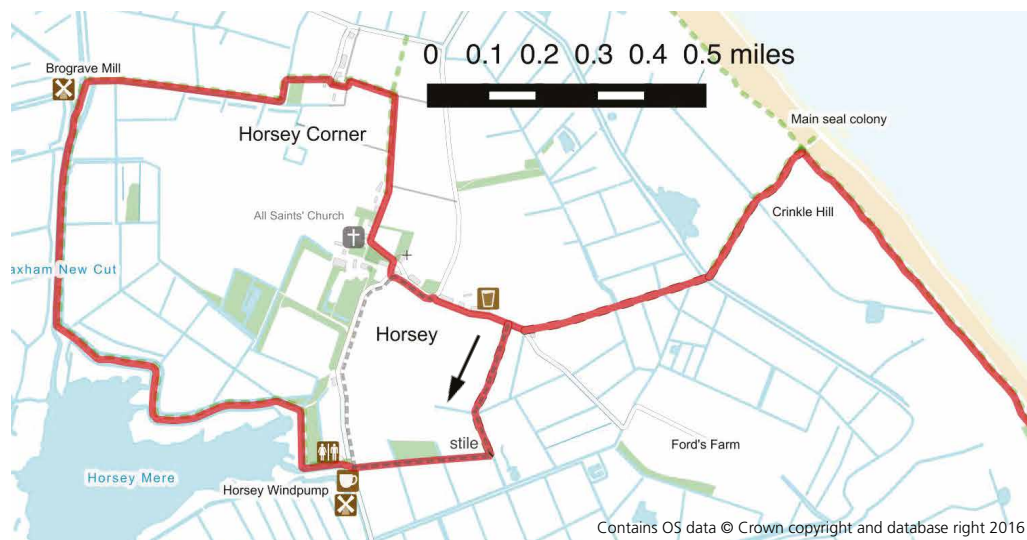 0 0.1 0.2 0.3 0.4 0.5 miles
Brograve Mill
Main seal colony
Horsey Corner
Crinkle Hill
All Saints' Church
axham New Cut
Horsey
stile
Ford's Farm
Horsey Mere
Horsey Windpump
Contains OS data © Crown copyright and database right 2016